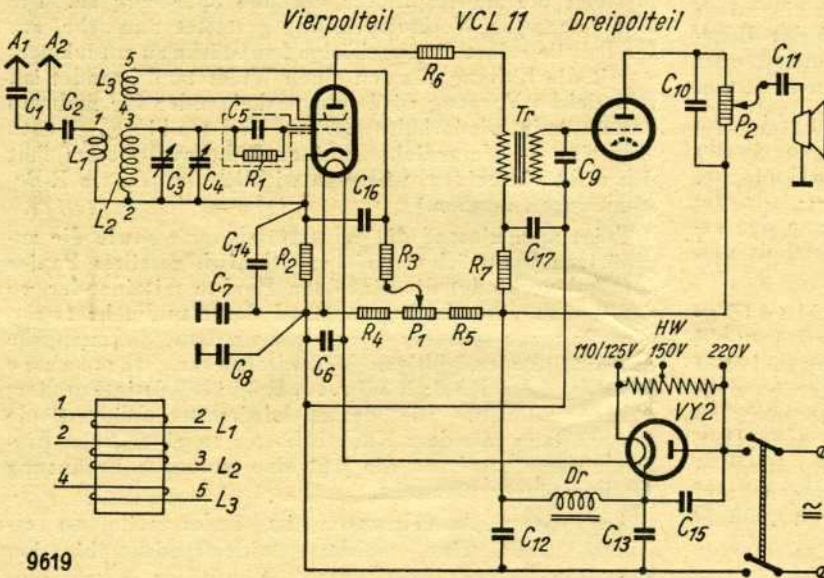 Vierpolteil VCL 11 Dreipolteil
A1 A2
C1 C2
1 L1
5 L3 4
3 L2 2
C3 C4
C5 R1
R6
Tr
C9
C10 P2 C11
C16
C14 R2 R3
C17
R7
C7
C8
R4 P1 R5
C6
HW
110/125V 150V 220V
VY2
Dr
C12 C13 C15
≅
1 2 L1
2 3 L2
4 5 L3
9619